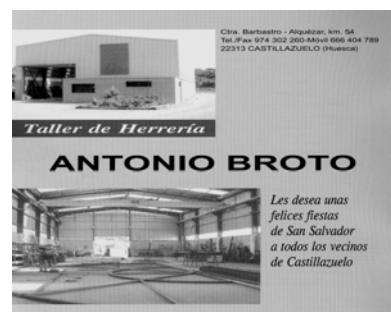 Ctra. Barbastro - Alquézar, km. 54
Tel./Fax 974 302 260-Móvil 666 404 789
22313 CASTILLAZUELO (Huesca)
Taller de Herrería
ANTONIO BROTO
Les desea unas
felices fiestas
de San Salvador
a todos los vecinos
de Castillazuelo